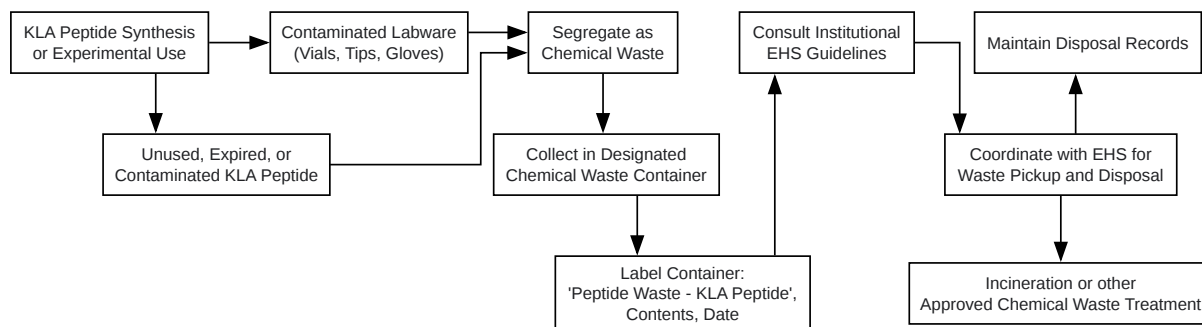 KLA Peptide Synthesis
or Experimental Use
Contaminated Labware
(Vials, Tips, Gloves)
Segregate as
Chemical Waste
Consult Institutional
EHS Guidelines
Maintain Disposal Records
Unused, Expired, or
Contaminated KLA Peptide
Collect in Designated
Chemical Waste Container
Coordinate with EHS for
Waste Pickup and Disposal
Label Container:
'Peptide Waste - KLA Peptide',
Contents, Date
Incineration or other
Approved Chemical Waste Treatment